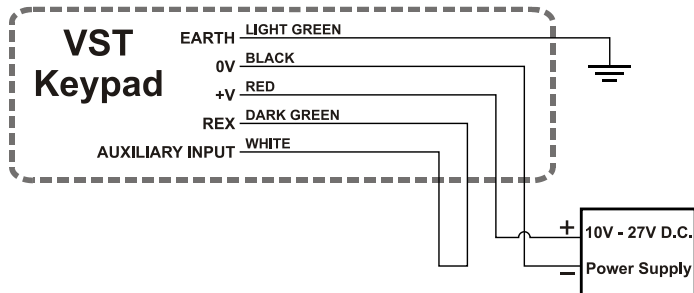 VST
Keypad
EARTH LIGHT GREEN
0V BLACK
+V RED
REX DARK GREEN
AUXILIARY INPUT WHITE
+ 10V - 27V D.C.
− Power Supply